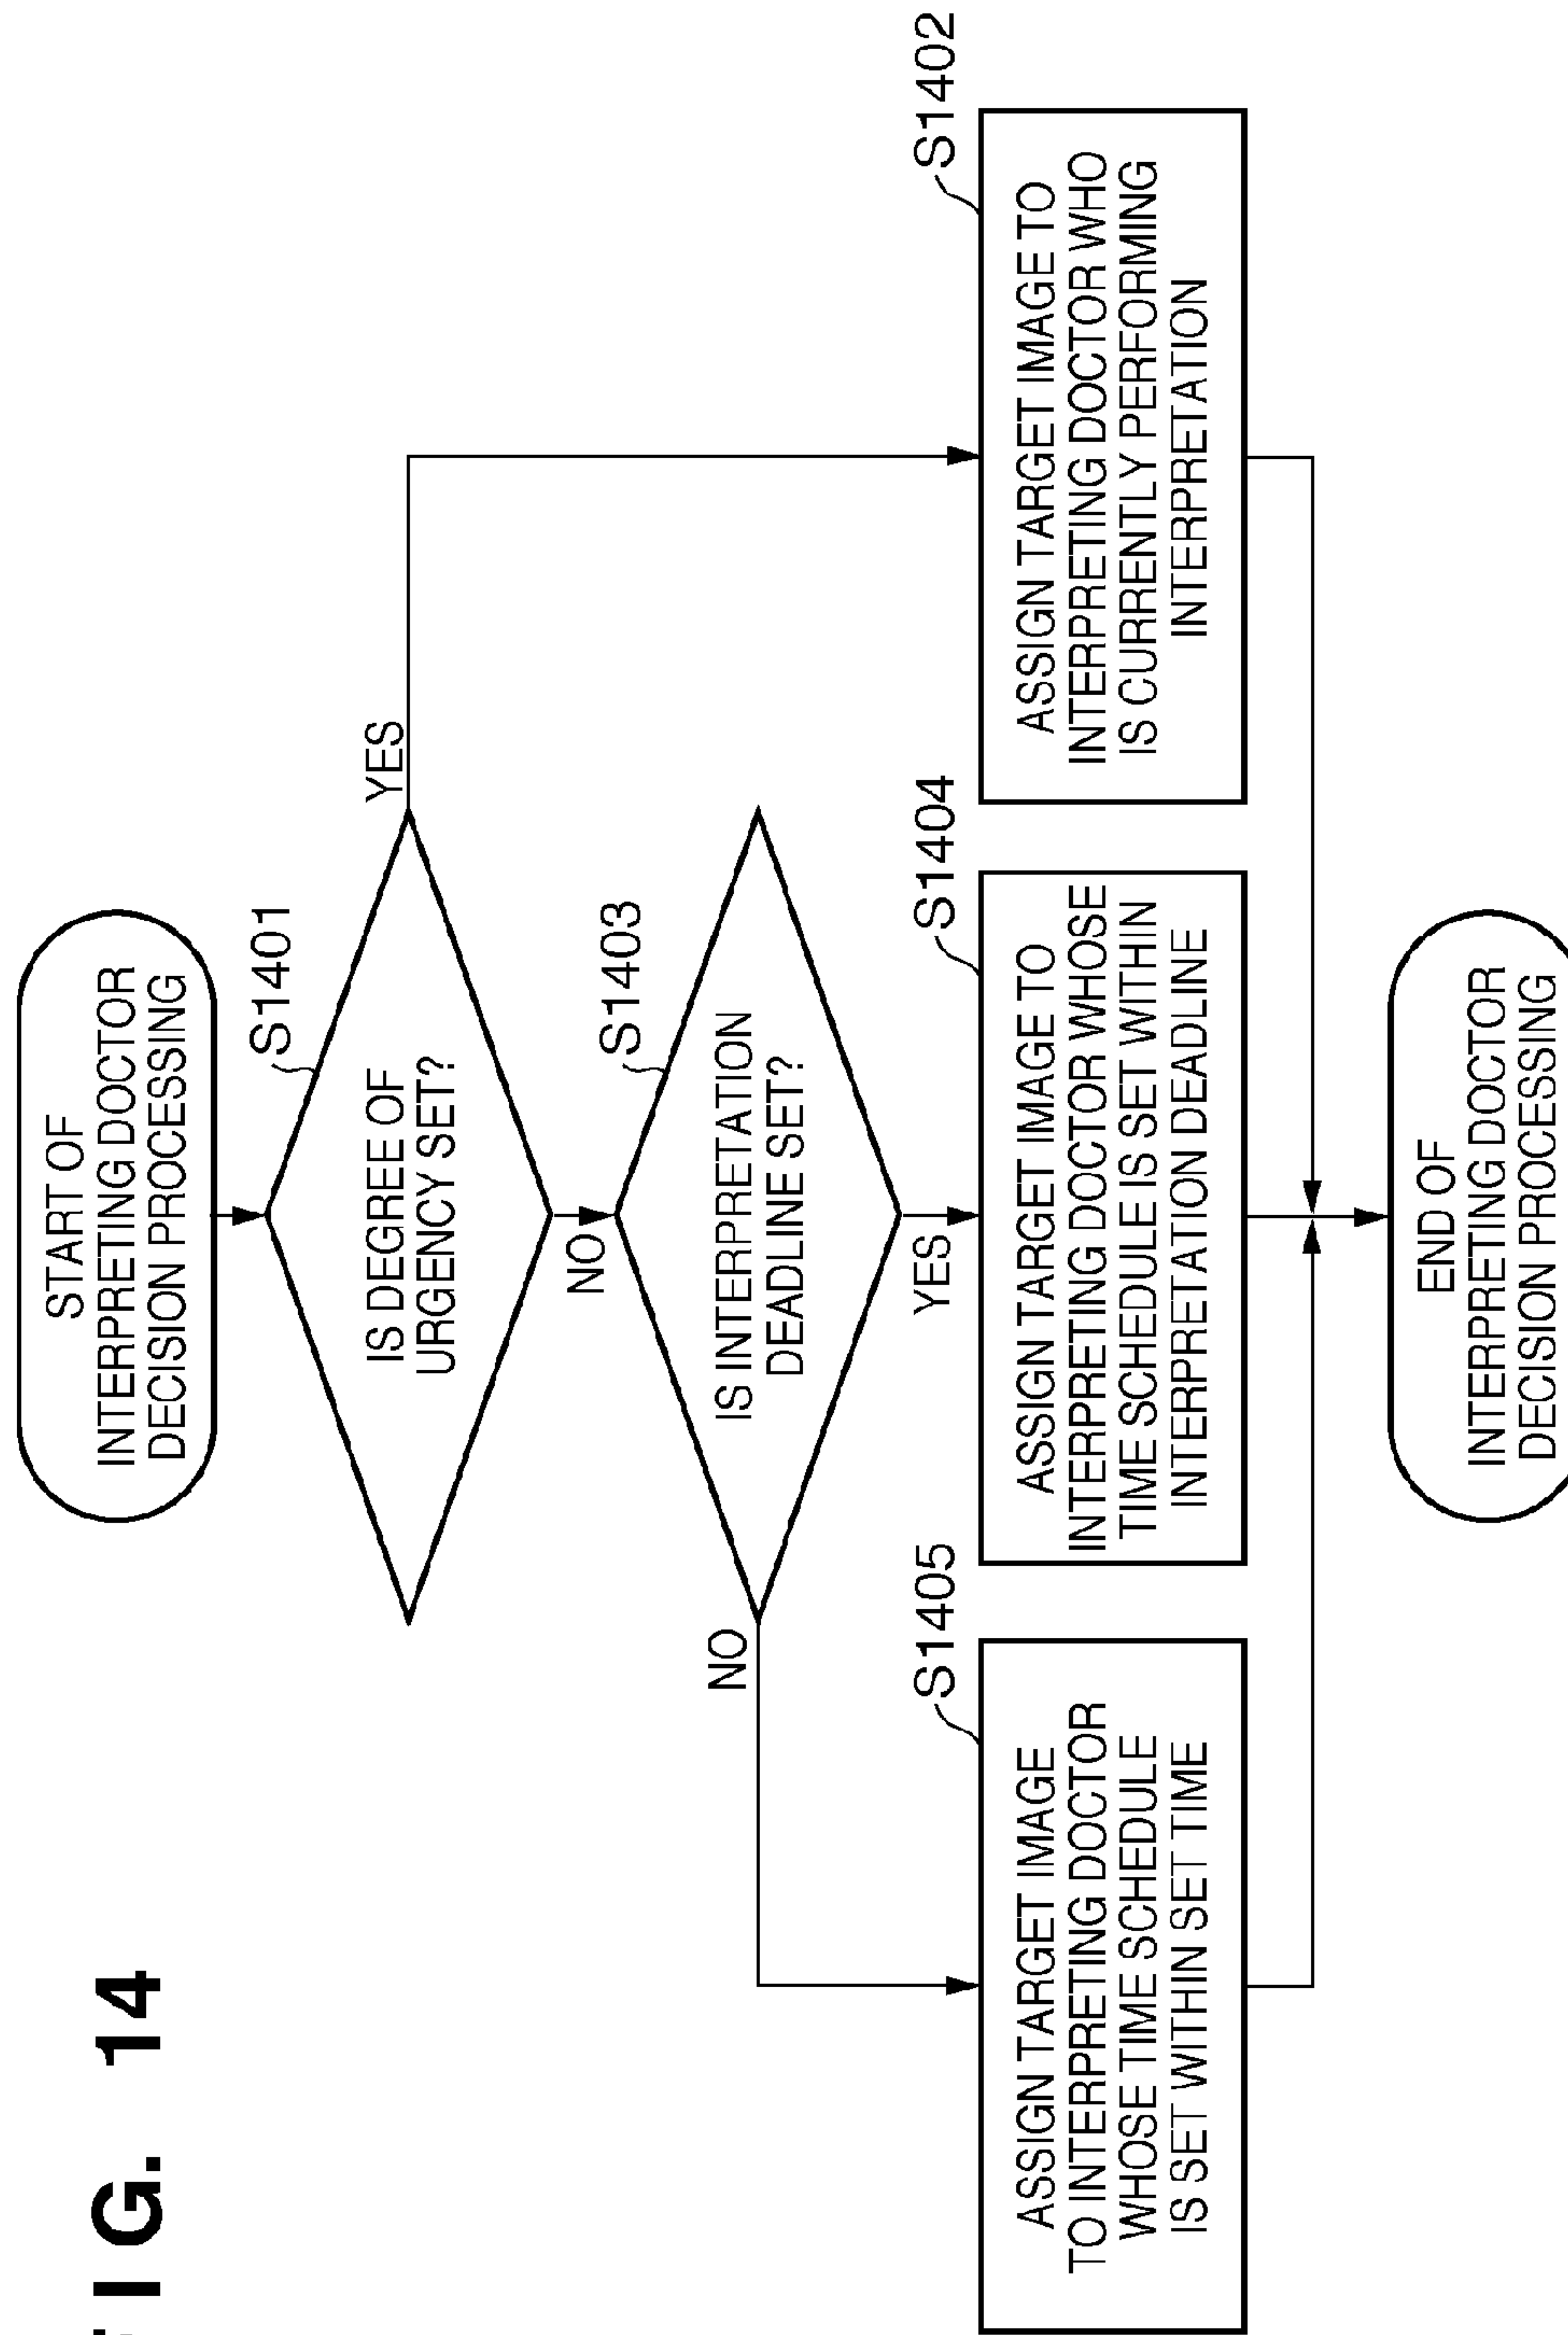 FIG. 14
START OF
INTERPRETING DOCTOR
DECISION PROCESSING
S1401
IS DEGREE OF
URGENCY SET?
YES
NO
S1403
IS INTERPRETATION
DEADLINE SET?
NO
YES
S1405
ASSIGN TARGET IMAGE
TO INTERPRETING DOCTOR
WHOSE TIME SCHEDULE
IS SET WITHIN SET TIME
S1404
ASSIGN TARGET IMAGE TO
INTERPRETING DOCTOR WHOSE
TIME SCHEDULE IS SET WITHIN
INTERPRETATION DEADLINE
S1402
ASSIGN TARGET IMAGE TO
INTERPRETING DOCTOR WHO
IS CURRENTLY PERFORMING
INTERPRETATION
END OF
INTERPRETING DOCTOR
DECISION PROCESSING